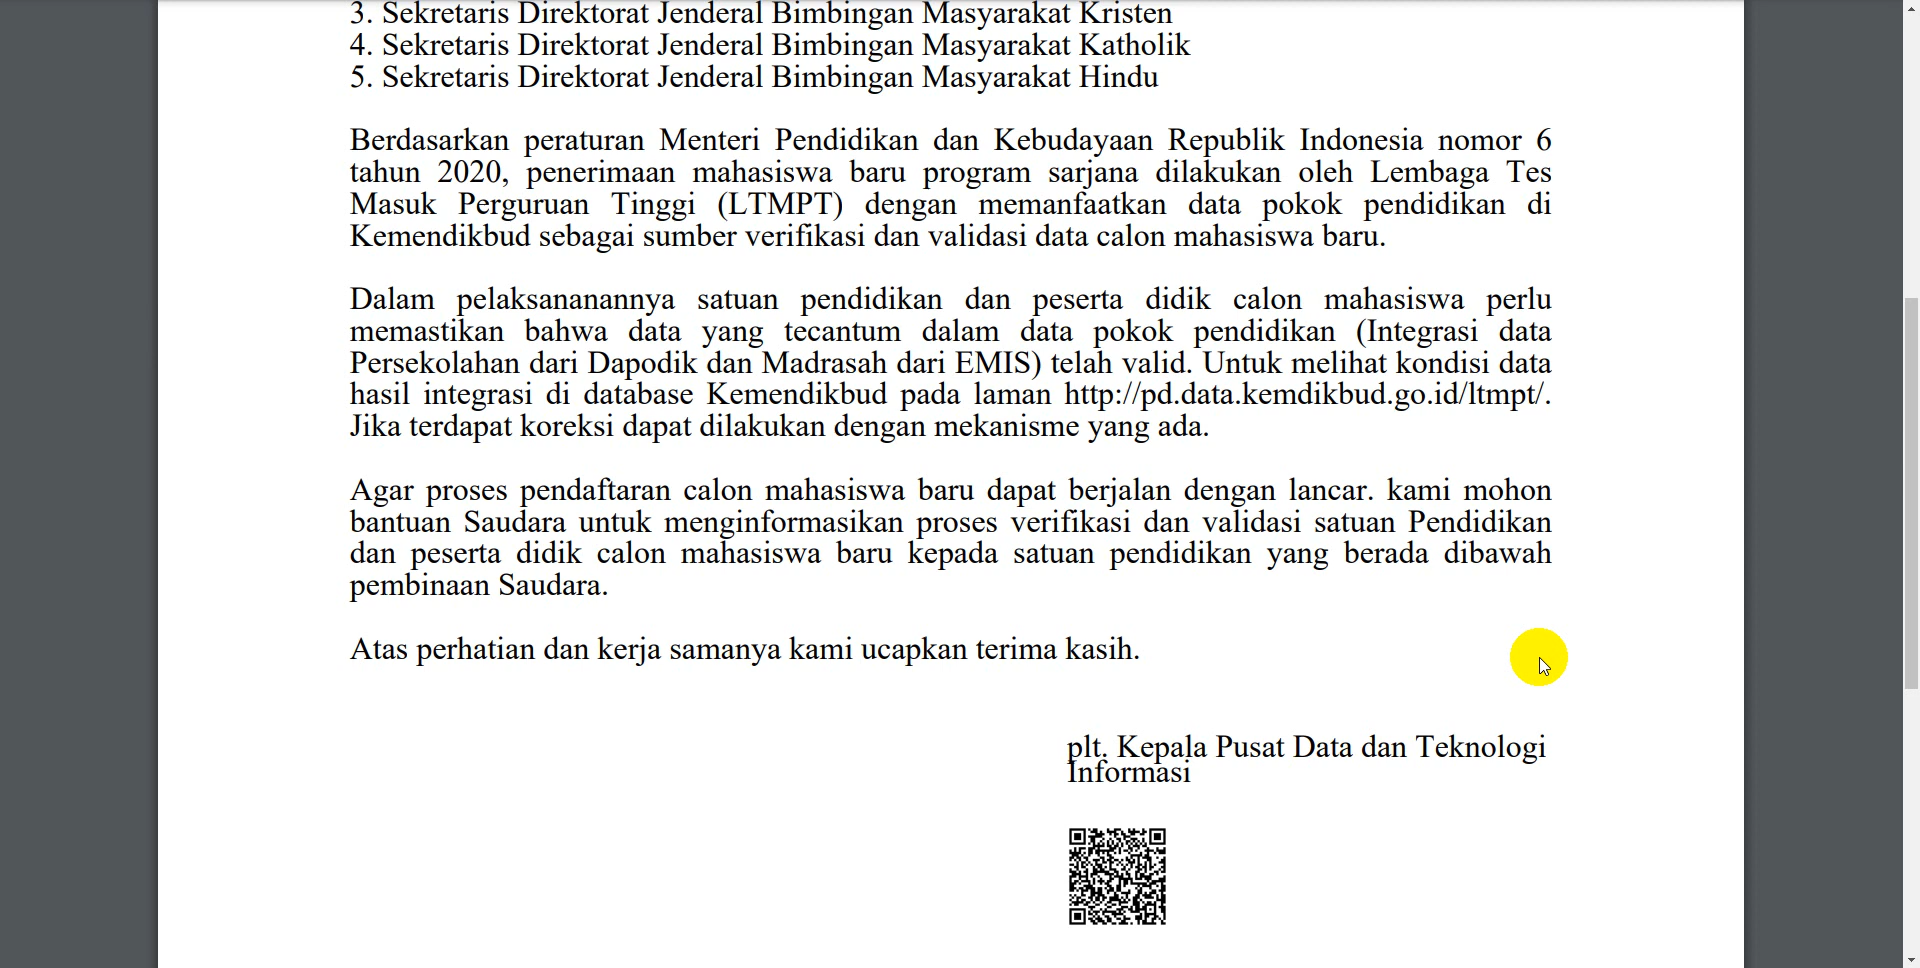 3. Sekretaris Direktorat Jenderal Bimbingan Masyarakat Kristen
4. Sekretaris Direktorat Jenderal Bimbingan Masyarakat Katholik
5. Sekretaris Direktorat Jenderal Bimbingan Masyarakat Hindu
Berdasarkan peraturan Menteri Pendidikan dan Kebudayaan Republik Indonesia nomor 6
tahun 2020, penerimaan mahasiswa baru program sarjana dilakukan oleh Lembaga Tes
Masuk Perguruan Tinggi (LTMPT) dengan memanfaatkan data pokok pendidikan di
Kemendikbud sebagai sumber verifikasi dan validasi data calon mahasiswa baru.
Dalam pelaksananannya satuan pendidikan dan peserta didik calon mahasiswa perlu
memastikan bahwa data yang tecantum dalam data pokok pendidikan (Integrasi data
Persekolahan dari Dapodik dan Madrasah dari EMIS) telah valid. Untuk melihat kondisi data
hasil integrasi di database Kemendikbud pada laman http://pd.data.kemdikbud.go.id/ltmpt/.
Jika terdapat koreksi dapat dilakukan dengan mekanisme yang ada.
Agar proses pendaftaran calon mahasiswa baru dapat berjalan dengan lancar. kami mohon
bantuan Saudara untuk menginformasikan proses verifikasi dan validasi satuan Pendidikan
dan peserta didik calon mahasiswa baru kepada satuan pendidikan yang berada dibawah
pembinaan Saudara.
Atas perhatian dan kerja samanya kami ucapkan terima kasih.
plt. Kepala Pusat Data dan Teknologi
Informasi